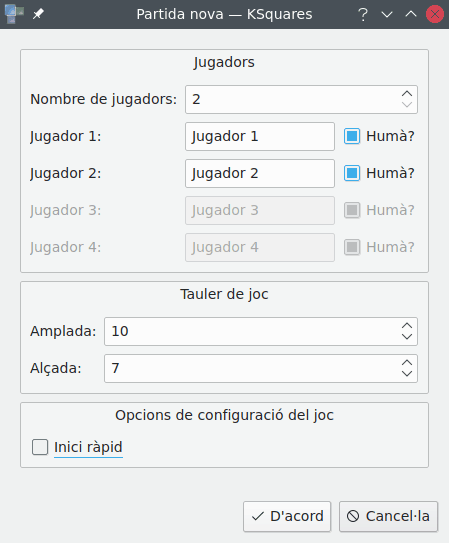 Partida nova — KSquares
Jugadors
Nombre de jugadors: 2
Jugador 1: Jugador 1 Humà?
Jugador 2: Jugador 2 Humà?
Jugador 3: Jugador 3 Humà?
Jugador 4: Jugador 4 Humà?
Tauler de joc
Amplada: 10
Alçada: 7
Opcions de configuració del joc
Inici ràpid
D'acord Cancel·la